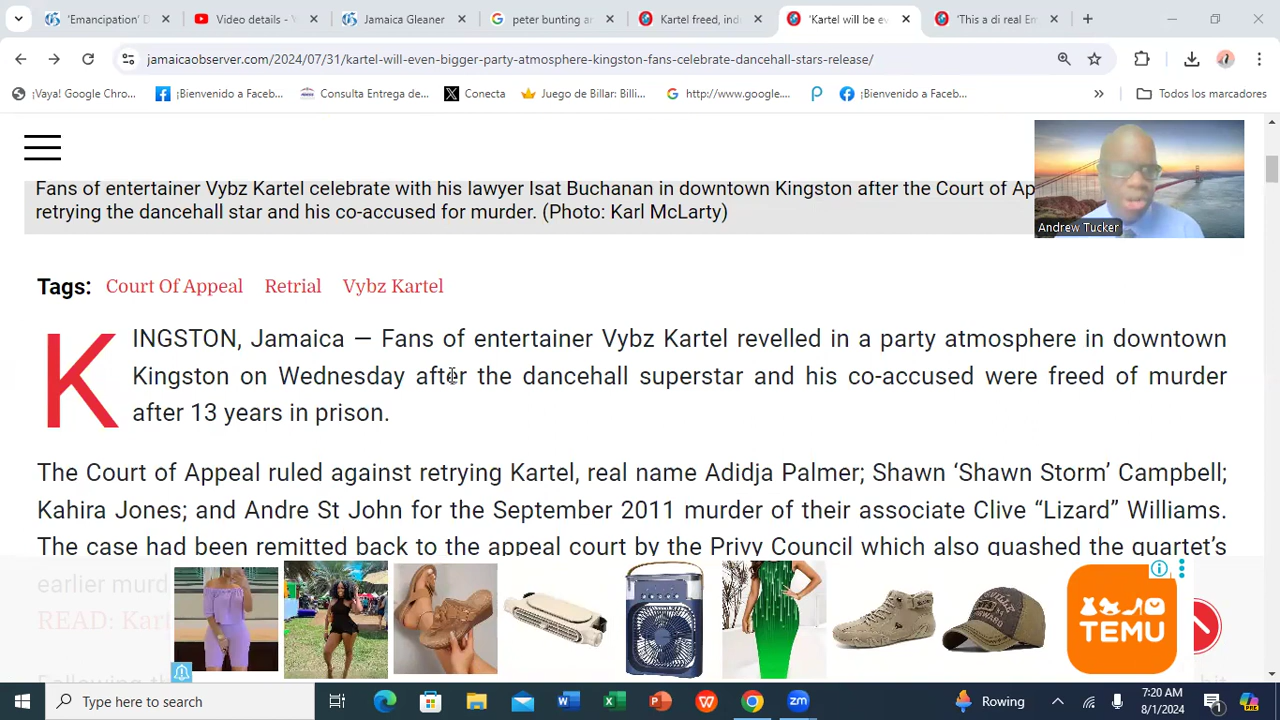 'Emancipation' D
Video details - Y
Jamaica Gleaner
peter bunting an
Kartel freed, ind
'Kartel will be ev
'This a di real Em
jamaicaobserver.com/2024/07/31/kartel-will-even-bigger-party-atmosphere-kingston-fans-celebrate-dancehall-stars-release/
¡Vaya! Google Chro...
¡Bienvenido a Faceb...
Consulta Entrega de...
Conecta
Juego de Billar: Billi...
http://www.google....
¡Bienvenido a Faceb...
Todos los marcadores
Fans of entertainer Vybz Kartel celebrate with his lawyer Isat Buchanan in downtown Kingston after the Court of Ap
retrying the dancehall star and his co-accused for murder. (Photo: Karl McLarty)
Andrew Tucker
Tags: Court Of Appeal Retrial Vybz Kartel
KINGSTON, Jamaica — Fans of entertainer Vybz Kartel revelled in a party atmosphere in downtown
Kingston on Wednesday after the dancehall superstar and his co-accused were freed of murder
after 13 years in prison.
The Court of Appeal ruled against retrying Kartel, real name Adidja Palmer; Shawn ‘Shawn Storm’ Campbell;
Kahira Jones; and Andre St John for the September 2011 murder of their associate Clive “Lizard” Williams.
The case had been remitted back to the appeal court by the Privy Council which also quashed the quartet’s
earlier murd
READ: Karl
Following th
TEMU
Type here to search
Rowing
7:20 AM
8/1/2024